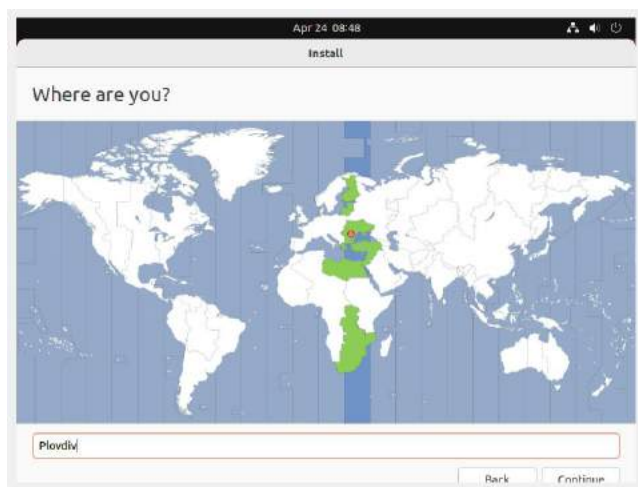 Apr 24 08:48
Install
Where are you?
Plovdiv
Back
Continue